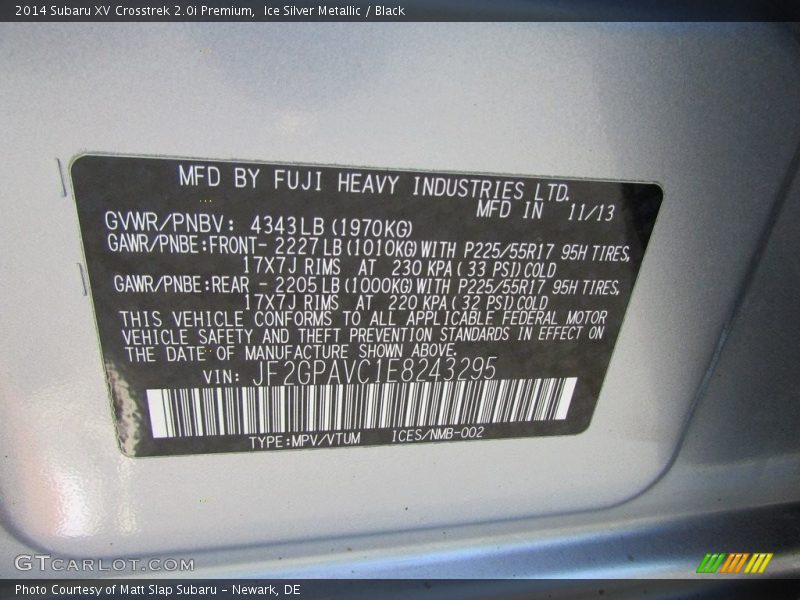 2014 Subaru XV Crosstrek 2.0i Premium,  Ice Silver Metallic / Black
MFD BY FUJI HEAVY INDUSTRIES LTD.
MFD IN 11/13
GVWR/PNBV: 4343LB (1970KG)
GAWR/PNBE:FRONT- 2227 LB (1010KG) WITH P225/55R17 95H TIRES,
17X7J RIMS AT 230 KPA ( 33 PSI) COLD
GAWR/PNBE:REAR - 2205 LB (1000KG) WITH P225/55R17 95H TIRES,
17X7J RIMS AT 220 KPA ( 32 PSI) COLD
THIS VEHICLE CONFORMS TO ALL APPLICABLE FEDERAL MOTOR
VEHICLE SAFETY AND THEFT PREVENTION STANDARDS IN EFFECT ON
THE DATE OF MANUFACTURE SHOWN ABOVE.
VIN: JF2GPAVC1E8243295
TYPE:MPV/VTUM ICES/NMB-002
GTCARLOT.COM
Photo Courtesy of Matt Slap Subaru - Newark, DE